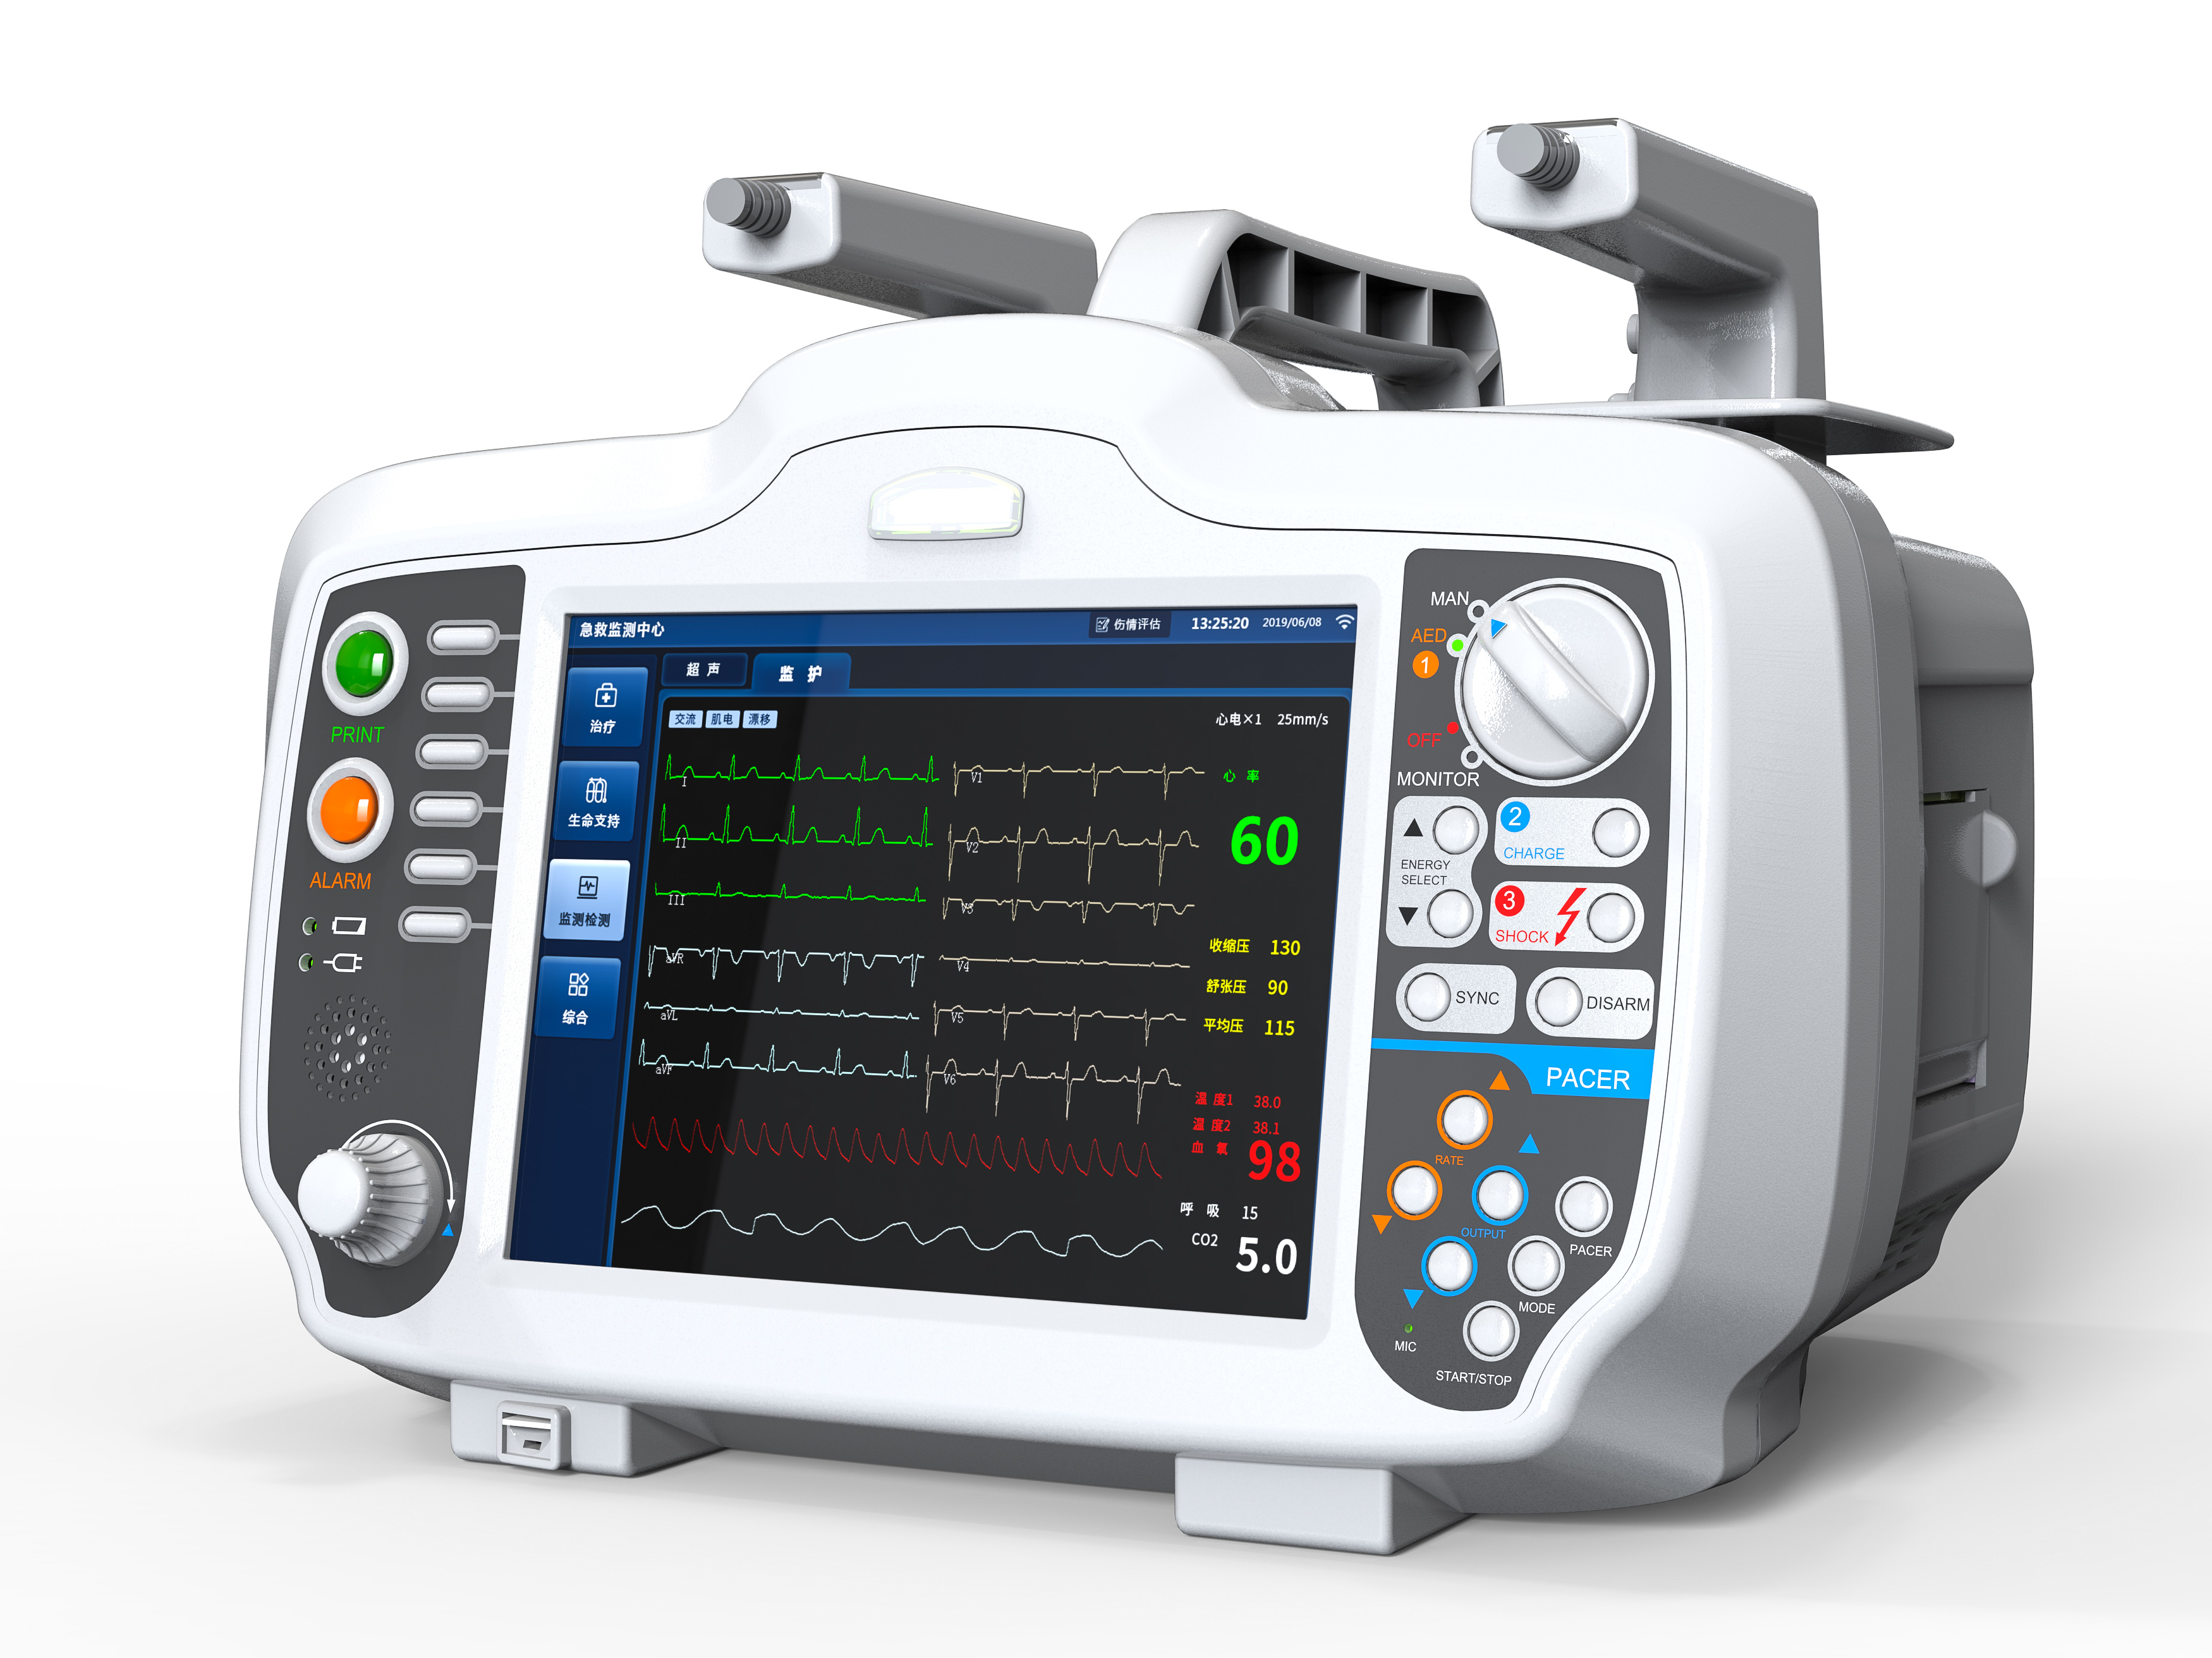 PRINT
ALARM
急救监测中心
伤情评估
13:25:20
2019/06/08
治疗
生命支持
监测检测
综合
超声
监护
交流
肌电
漂移
心电×1 25mm/s
I
II
III
aVR
aVL
aVF
V1
V2
V3
V4
V5
V6
心率
60
收缩压 130
舒张压 90
平均压 115
温度1 38.0
温度2 38.1
血氧 98
呼吸 15
CO2 5.0
MAN
AED
1
OFF
MONITOR
ENERGY
SELECT
2
CHARGE
3
SHOCK
SYNC
DISARM
PACER
RATE
OUTPUT
PACER
MODE
MIC
START/STOP